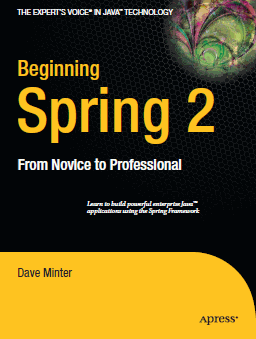 THE EXPERT'S VOICE® IN JAVA™ TECHNOLOGY
Beginning
Spring 2
From Novice to Professional
Learn to build powerful enterprise Java™
applications using the Spring Framework
Dave Minter
Apress®